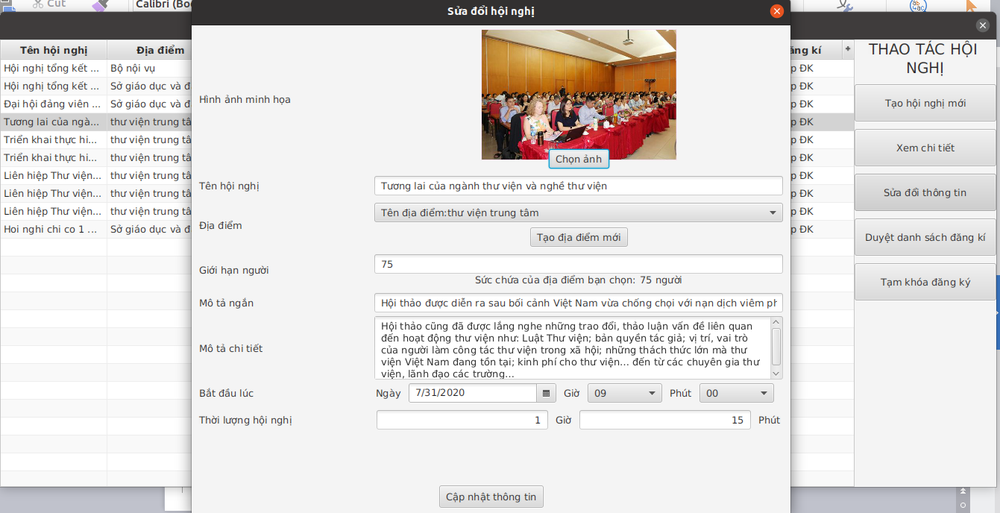 Cut
Calibri (Bo
Sửa đổi hội nghị
Tên hội nghị
Địa điểm
Hội nghị tổng kết ...
Bộ nội vụ
Hội nghị tổng kết ...
Sở giáo dục và đ
Đại hội đảng viên ...
Sở giáo dục và đ
Tương lai của ngà...
thư viện trung tâ
Triển khai thực hi...
thư viện trung tâ
Triển khai thực hi...
thư viện trung tâ
Liên hiệp Thư viện...
thư viện trung tâ
Liên hiệp Thư viện...
thư viện trung tâ
Liên hiệp Thư viện...
thư viện trung tâ
Hoi nghi chi co 1 ...
Sở giáo dục và đ
Hình ảnh minh họa
Chọn ảnh
Tên hội nghị
Tương lai của ngành thư viện và nghề thư viện
Địa điểm
Tên địa điểm:thư viện trung tâm
Tạo địa điểm mới
Giới hạn người
75
Sức chứa của địa điểm bạn chọn: 75 người
Mô tả ngắn
Hội thảo được diễn ra sau bối cảnh Việt Nam vừa chống chọi với nạn dịch viêm ph
Mô tả chi tiết
Hội thảo cũng đã được lắng nghe những trao đổi, thảo luận vấn đề liên quan
đến hoạt động thư viện như: Luật Thư viện; bản quyền tác giả; vị trí, vai trò
của người làm công tác thư viện trong xã hội; những thách thức lớn mà thư
viện Việt Nam đang tồn tại; kinh phí cho thư viện... đến từ các chuyên gia thư
viện, lãnh đạo các trường...
Bắt đầu lúc
Ngày 7/31/2020 Giờ 09 Phút 00
Thời lượng hội nghị
1 Giờ 15 Phút
Cập nhật thông tin
ăng kí +
p ĐK
p ĐK
p ĐK
p ĐK
p ĐK
p ĐK
p ĐK
p ĐK
p ĐK
p ĐK
THAO TÁC HỘI
NGHỊ
Tạo hội nghị mới
Xem chi tiết
Sửa đổi thông tin
Duyệt danh sách đăng kí
Tạm khóa đăng ký